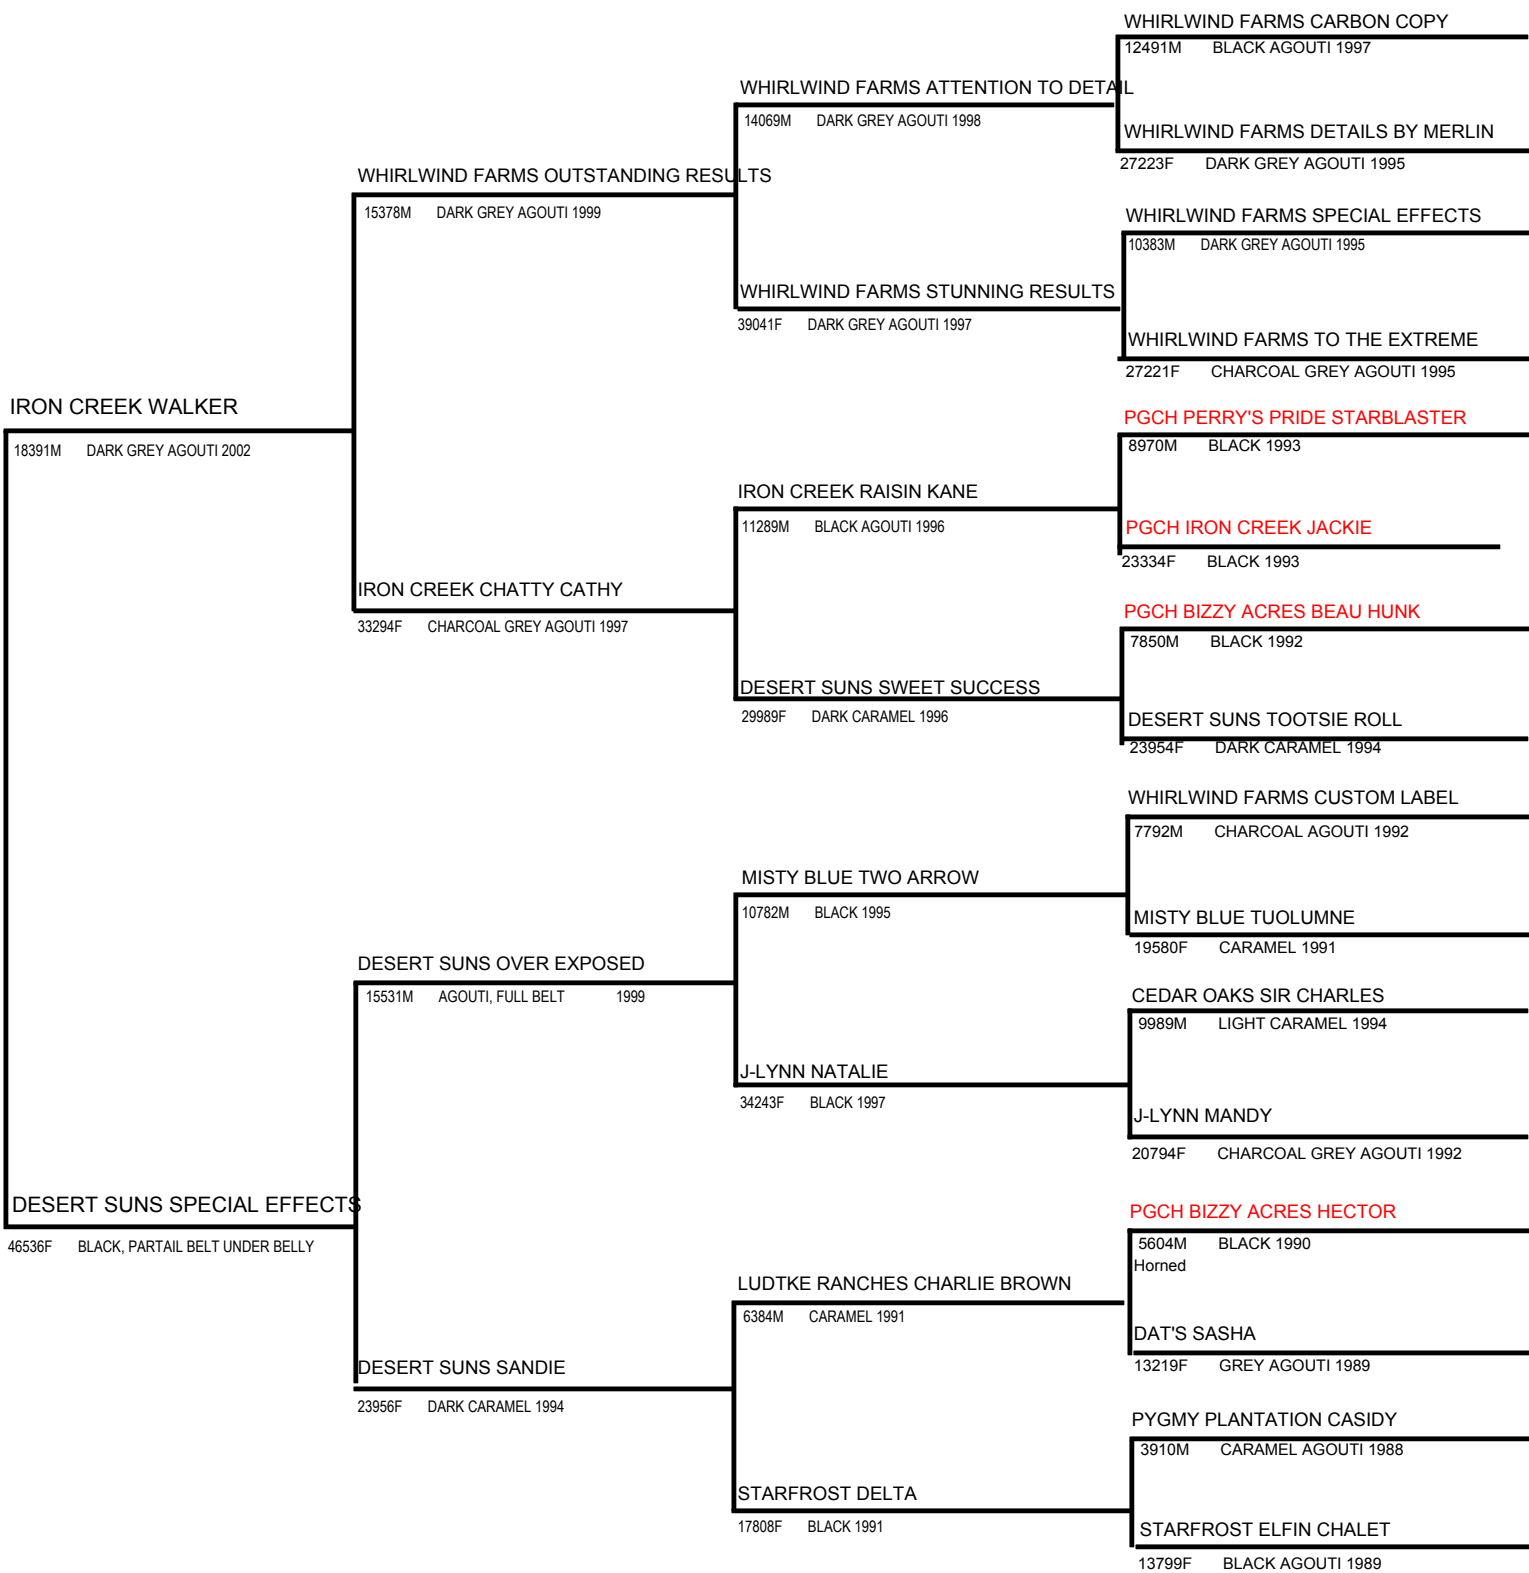 WHIRLWIND FARMS CARBON COPY
12491M BLACK AGOUTI 1997
WHIRLWIND FARMS ATTENTION TO DETAIL
14069M DARK GREY AGOUTI 1998
WHIRLWIND FARMS DETAILS BY MERLIN
27223F DARK GREY AGOUTI 1995
WHIRLWIND FARMS OUTSTANDING RESULTS
15378M DARK GREY AGOUTI 1999
WHIRLWIND FARMS SPECIAL EFFECTS
10383M DARK GREY AGOUTI 1995
WHIRLWIND FARMS STUNNING RESULTS
39041F DARK GREY AGOUTI 1997
WHIRLWIND FARMS TO THE EXTREME
27221F CHARCOAL GREY AGOUTI 1995
IRON CREEK WALKER
18391M DARK GREY AGOUTI 2002
PGCH PERRY'S PRIDE STARBLASTER
8970M BLACK 1993
IRON CREEK RAISIN KANE
11289M BLACK AGOUTI 1996
PGCH IRON CREEK JACKIE
23334F BLACK 1993
IRON CREEK CHATTY CATHY
33294F CHARCOAL GREY AGOUTI 1997
PGCH BIZZY ACRES BEAU HUNK
7850M BLACK 1992
DESERT SUNS SWEET SUCCESS
29989F DARK CARAMEL 1996
DESERT SUNS TOOTSIE ROLL
23954F DARK CARAMEL 1994
WHIRLWIND FARMS CUSTOM LABEL
7792M CHARCOAL AGOUTI 1992
MISTY BLUE TWO ARROW
10782M BLACK 1995
MISTY BLUE TUOLUMNE
19580F CARAMEL 1991
DESERT SUNS OVER EXPOSED
15531M AGOUTI, FULL BELT 1999
CEDAR OAKS SIR CHARLES
9989M LIGHT CARAMEL 1994
J-LYNN NATALIE
34243F BLACK 1997
J-LYNN MANDY
20794F CHARCOAL GREY AGOUTI 1992
DESERT SUNS SPECIAL EFFECTS
46536F BLACK, PARTAIL BELT UNDER BELLY
PGCH BIZZY ACRES HECTOR
5604M BLACK 1990
Horned
LUDTKE RANCHES CHARLIE BROWN
6384M CARAMEL 1991
DAT'S SASHA
13219F GREY AGOUTI 1989
DESERT SUNS SANDIE
23956F DARK CARAMEL 1994
PYGMY PLANTATION CASIDY
3910M CARAMEL AGOUTI 1988
STARFROST DELTA
17808F BLACK 1991
STARFROST ELFIN CHALET
13799F BLACK AGOUTI 1989